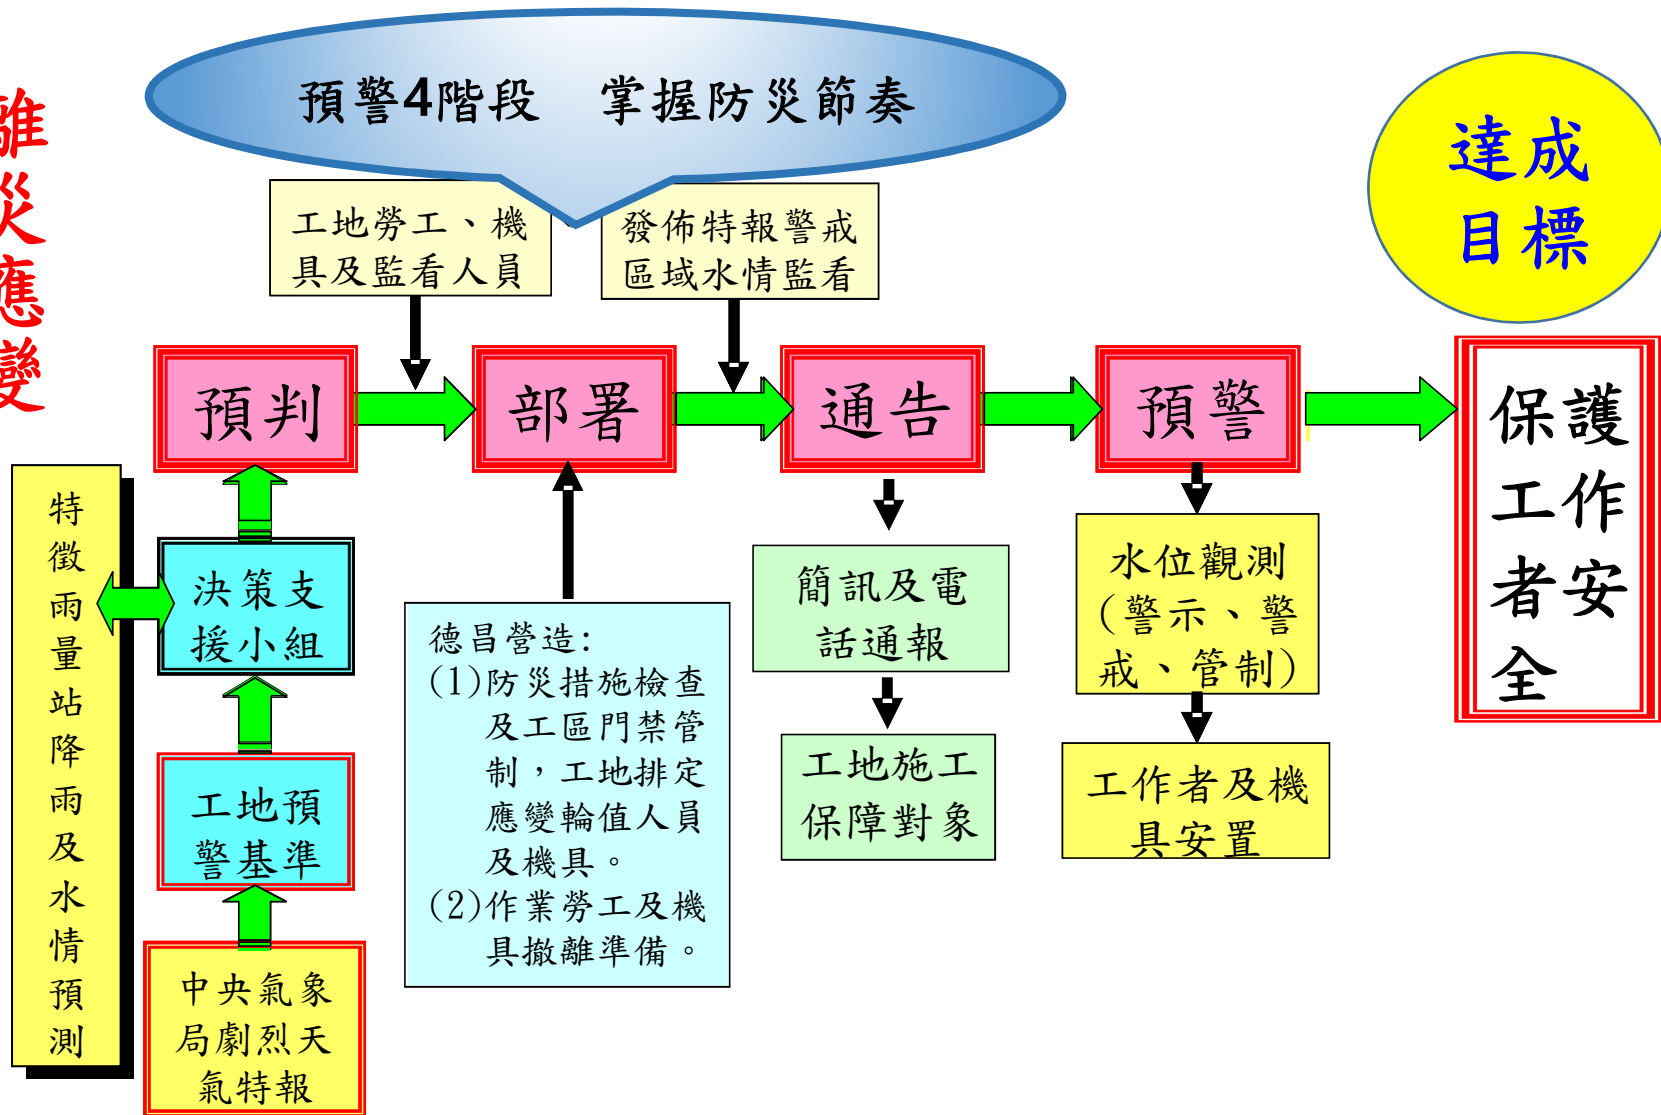 預警4階段　掌握防災節奏
達成
目標
離
災
應
變
工地勞工、機
具及監看人員
發佈特報警戒
區域水情監看
預判
部署
通告
預警
保護
工作
者安
全
特
徵
雨
量
站
降
雨
及
水
情
預
測
決策支
援小組
工地預
警基準
中央氣象
局劇烈天
氣特報
德昌營造:
(1)防災措施檢查
及工區門禁管
制，工地排定
應變輪值人員
及機具。
(2)作業勞工及機
具撤離準備。
簡訊及電
話通報
工地施工
保障對象
水位觀測
(警示、警
戒、管制)
工作者及機
具安置